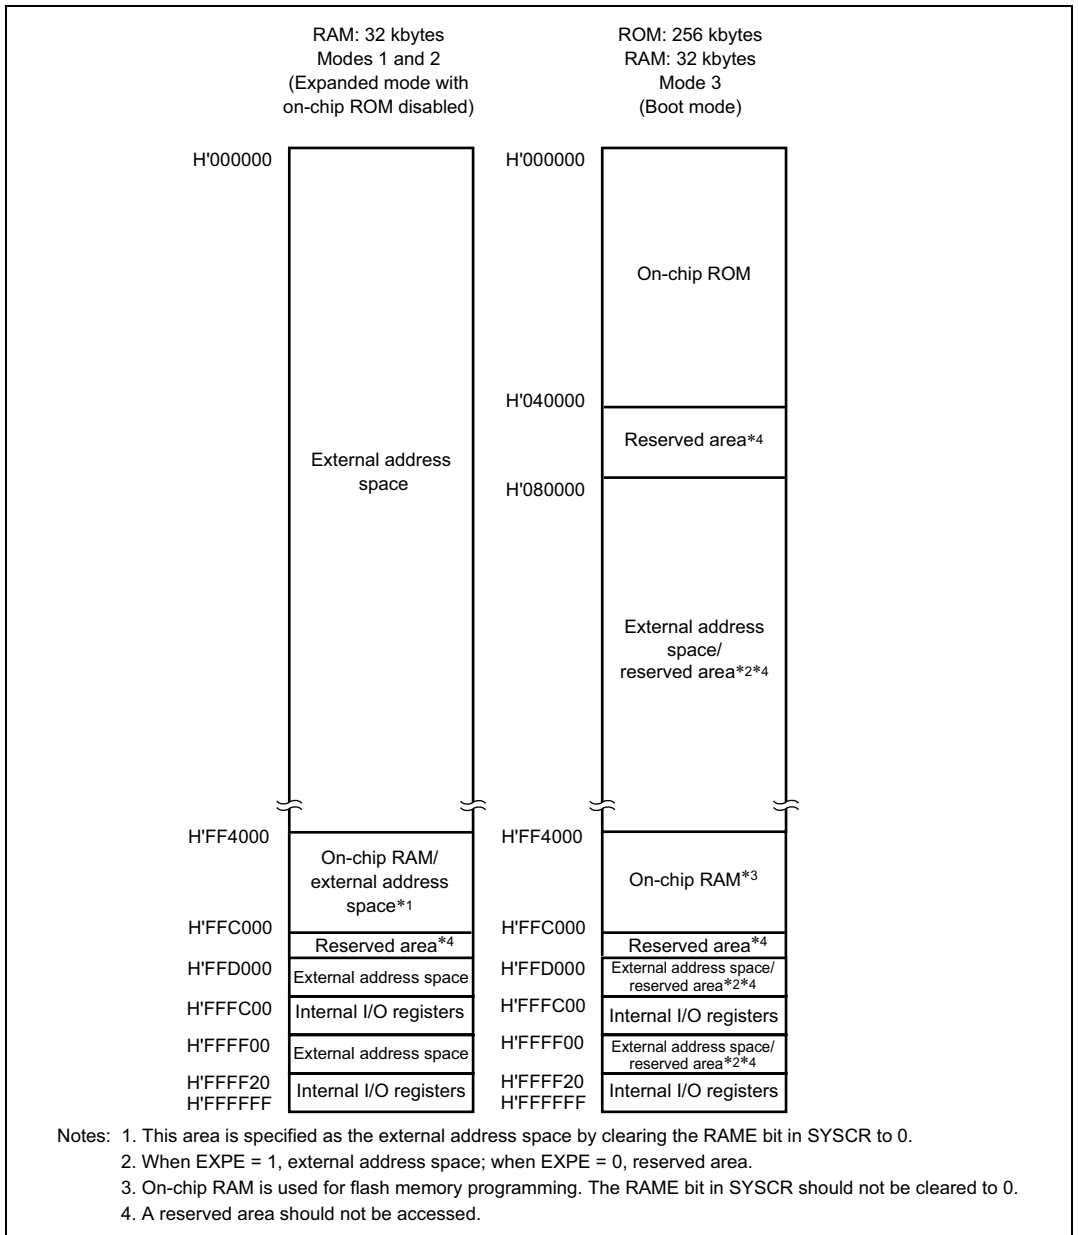 RAM: 32 kbytes
Modes 1 and 2
(Expanded mode with
on-chip ROM disabled)
H'000000
External address
space
H'FF4000
On-chip RAM/
external address
space*1
H'FFC000
Reserved area*4
H'FFD000
External address space
H'FFFC00
Internal I/O registers
H'FFFF00
External address space
H'FFFF20
Internal I/O registers
H'FFFFFF
ROM: 256 kbytes
RAM: 32 kbytes
Mode 3
(Boot mode)
H'000000
On-chip ROM
H'040000
Reserved area*4
H'080000
External address
space/
reserved area*2*4
H'FF4000
On-chip RAM*3
H'FFC000
Reserved area*4
H'FFD000
External address space/
reserved area*2*4
H'FFFC00
Internal I/O registers
H'FFFF00
External address space/
reserved area*2*4
H'FFFF20
Internal I/O registers
H'FFFFFF
Notes: 1. This area is specified as the external address space by clearing the RAME bit in SYSCR to 0.
2. When EXPE = 1, external address space; when EXPE = 0, reserved area.
3. On-chip RAM is used for flash memory programming. The RAME bit in SYSCR should not be cleared to 0.
4. A reserved area should not be accessed.